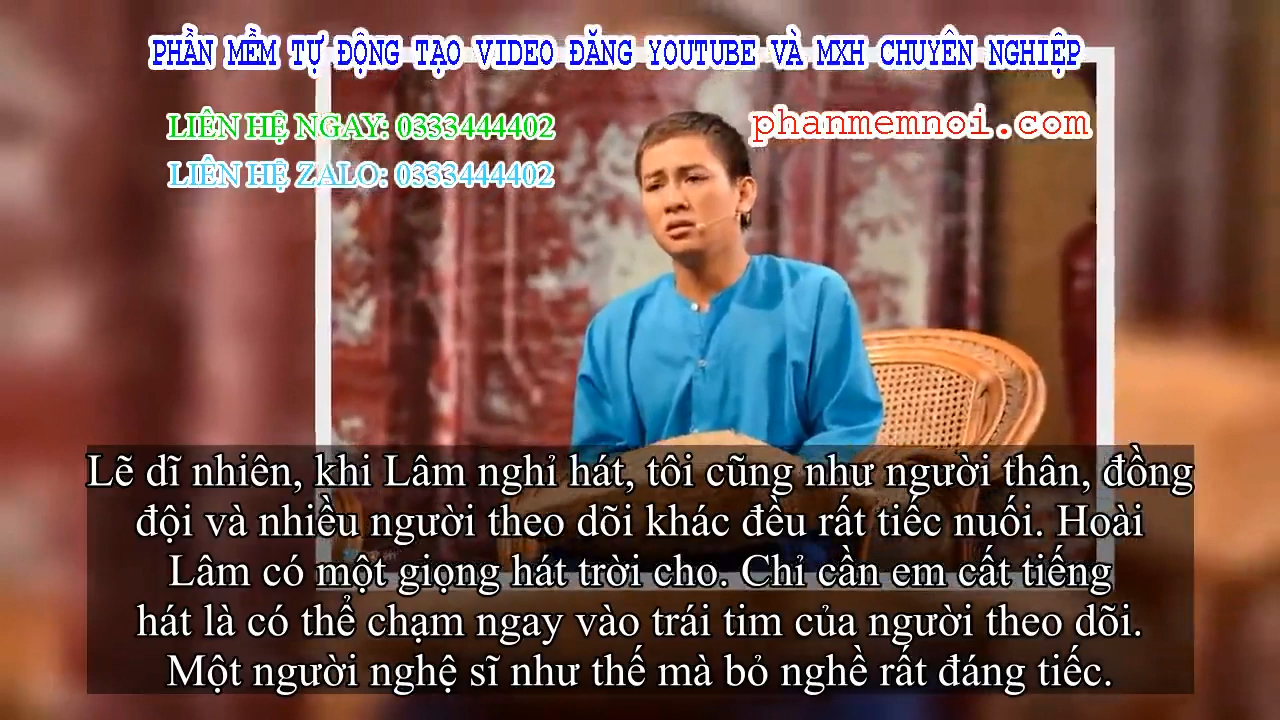 PHẦN MỀM TỰ ĐỘNG TẠO VIDEO ĐĂNG YOUTUBE VÀ MXH CHUYÊN NGHIỆP
LIÊN HỆ NGAY: 0333444402
phanmemnoi.com
LIÊN HỆ ZALO: 0333444402
Lẽ dĩ nhiên, khi Lâm nghỉ hát, tôi cũng như người thân, đồng
đội và nhiều người theo dõi khác đều rất tiếc nuối. Hoài
Lâm có một giọng hát trời cho. Chỉ cần em cất tiếng
hát là có thể chạm ngay vào trái tim của người theo dõi.
Một người nghệ sĩ như thế mà bỏ nghề rất đáng tiếc.